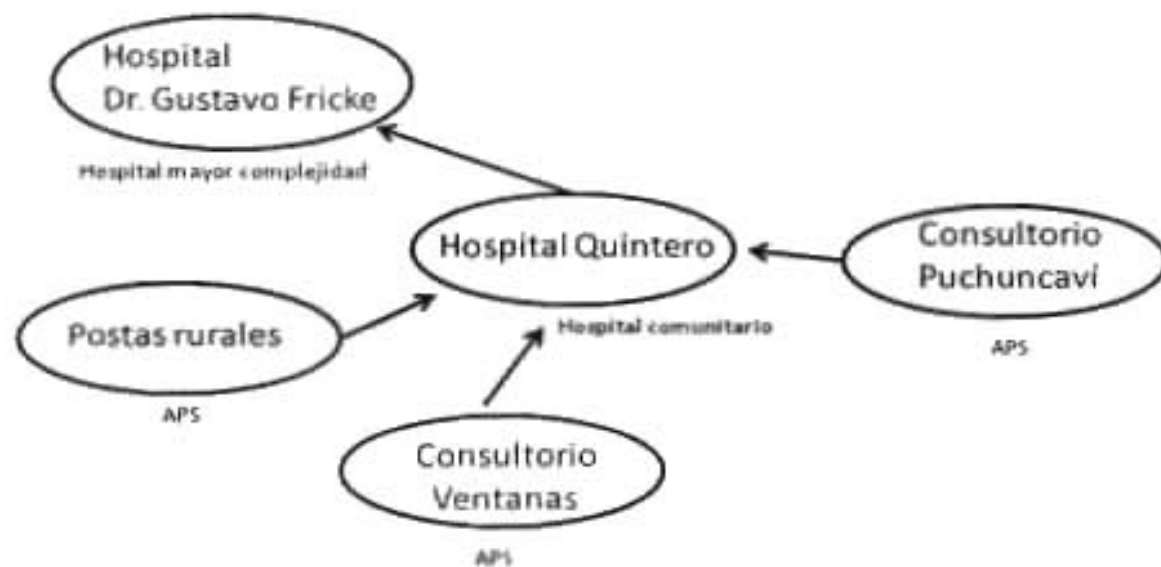 Hospital
Dr. Gustavo Fricke
Hospital mayor complejidad
Hospital Quintero
Hospital comunitario
Consultorio
Puchuncaví
APS
Postas rurales
APS
Consultorio
Ventanas
APS